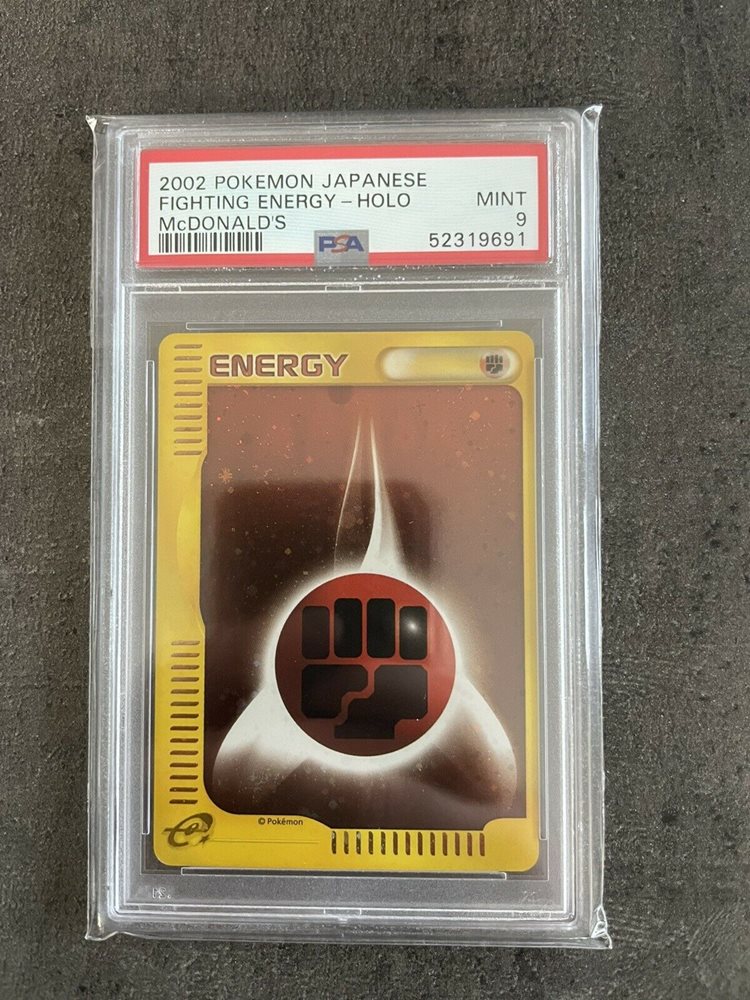 2002 POKEMON JAPANESE
FIGHTING ENERGY - HOLO
McDONALD'S
MINT
9
52319691
PSA
ENERGY
© Pokémon
e